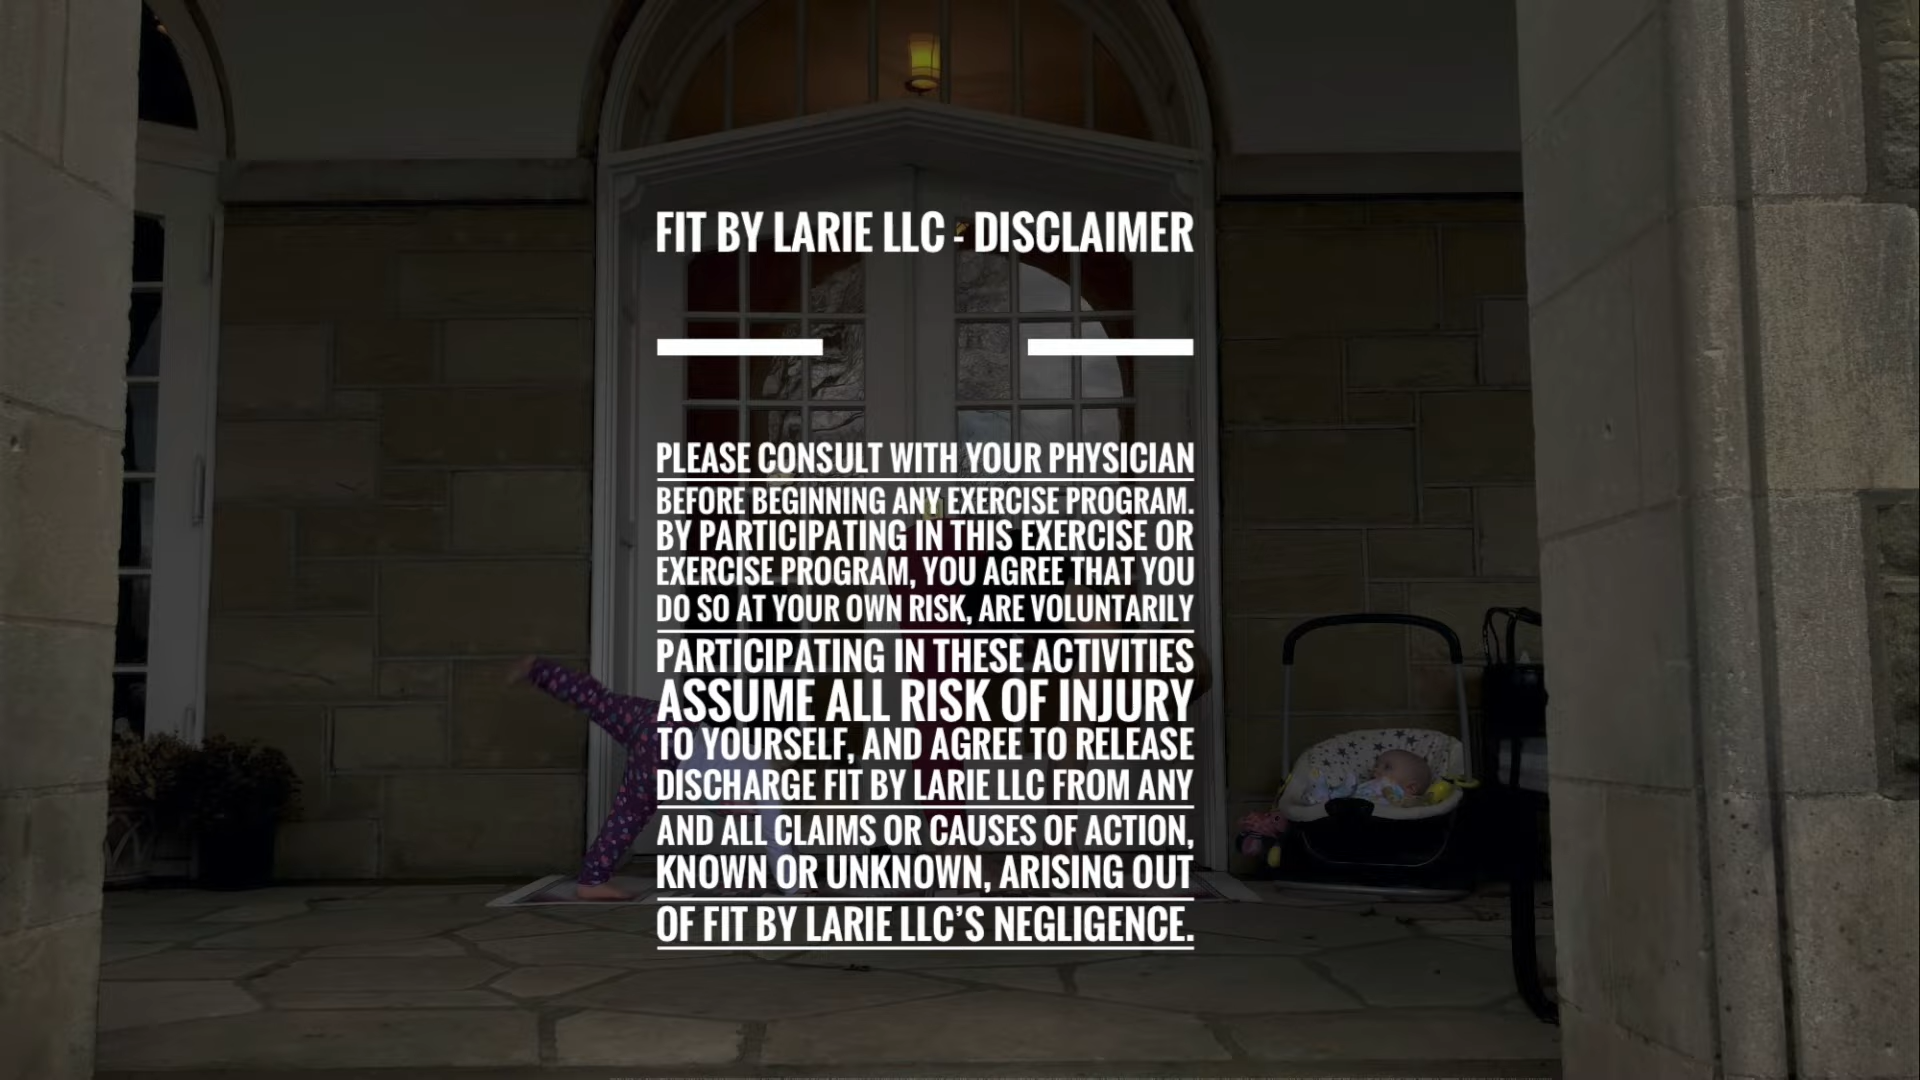 FIT BY LARIE LLC - DISCLAIMER
PLEASE CONSULT WITH YOUR PHYSICIAN
BEFORE BEGINNING ANY EXERCISE PROGRAM.
BY PARTICIPATING IN THIS EXERCISE OR
EXERCISE PROGRAM, YOU AGREE THAT YOU
DO SO AT YOUR OWN RISK, ARE VOLUNTARILY
PARTICIPATING IN THESE ACTIVITIES
ASSUME ALL RISK OF INJURY
TO YOURSELF, AND AGREE TO RELEASE
DISCHARGE FIT BY LARIE LLC FROM ANY
AND ALL CLAIMS OR CAUSES OF ACTION,
KNOWN OR UNKNOWN, ARISING OUT
OF FIT BY LARIE LLC’S NEGLIGENCE.